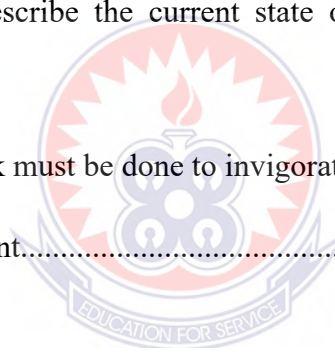 escribe the current state o
k must be done to invigorat
nt.......................................
EDUCATION FOR SERVICE